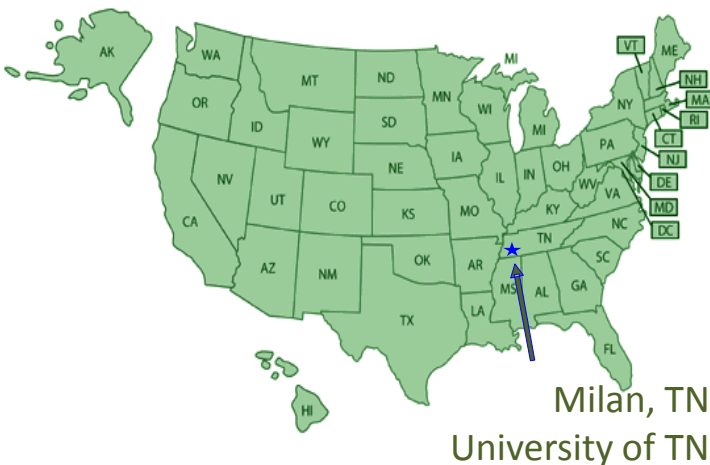 AK
WA
MT
ND
MN
MI
VT
ME
NH
MA
RI
CT
NJ
DE
MD
DC
OR
ID
WY
SD
WI
MI
NY
PA
NV
UT
CO
NE
IA
IL
IN
OH
WV
VA
CA
KS
MO
KY
NC
AZ
NM
OK
AR
TN
SC
TX
LA
MS
AL
GA
FL
HI
Milan, TN
University of TN